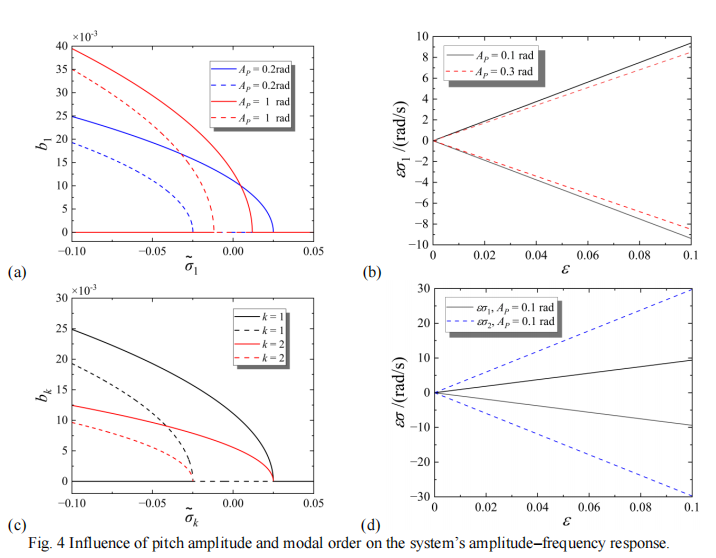 ×10⁻³
40
35
30
25
20
15
10
5
0
b₁
A_P = 0.2rad
A_P = 0.2rad
A_P = 1 rad
A_P = 1 rad
−0.10 −0.05 0.00 0.05
σ̃₁
(a)
10
8
6
4
2
0
−2
−4
−6
−8
−10
εσ₁ /(rad/s)
A_P = 0.1 rad
A_P = 0.3 rad
0 0.02 0.04 0.06 0.08 0.1
ε
(b)
×10⁻³
30
25
20
15
10
5
0
b_k
k = 1
k = 1
k = 2
k = 2
−0.10 −0.05 0.00 0.05
σ̃_k
(c)
30
20
10
0
−10
−20
−30
εσ /(rad/s)
εσ₁, A_P = 0.1 rad
εσ₂, A_P = 0.1 rad
0 0.02 0.04 0.06 0.08 0.1
ε
(d)
Fig. 4 Influence of pitch amplitude and modal order on the system’s amplitude−frequency response.